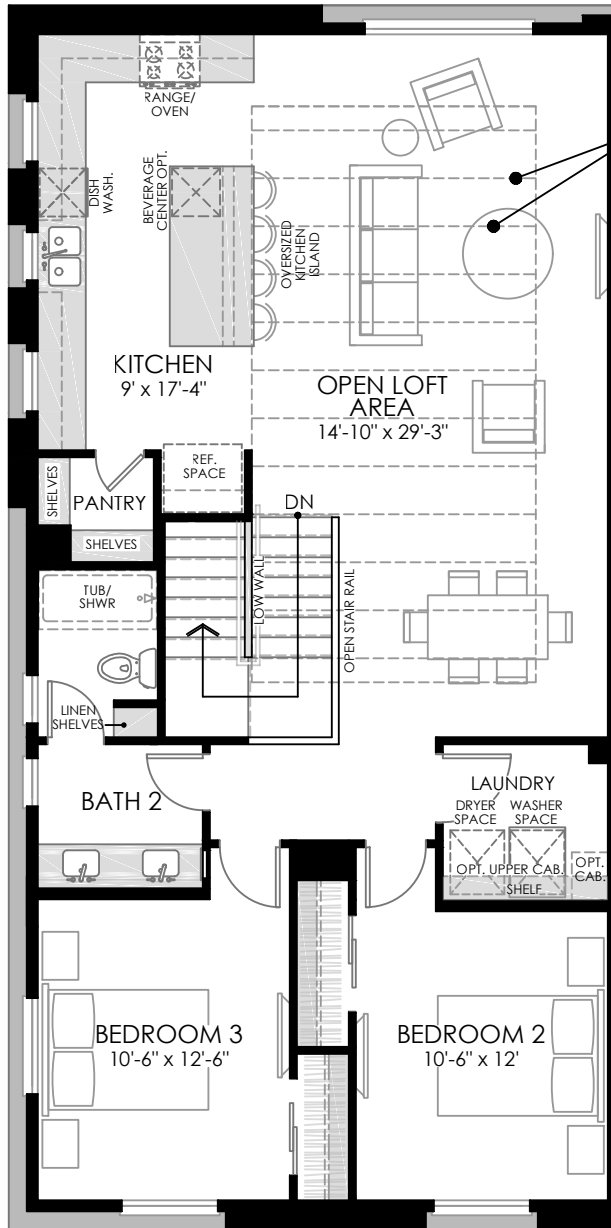 RANGE/
OVEN
DISH
WASH.
BEVERAGE
CENTER OPT.
OVERSIZED
KITCHEN
ISLAND
KITCHEN
9' x 17'-4"
OPEN LOFT
AREA
14'-10" x 29'-3"
REF.
SPACE
SHELVES
PANTRY
SHELVES
DN
LOW WALL
OPEN STAIR RAIL
TUB/
SHWR
LINEN
SHELVES
BATH 2
LAUNDRY
DRYER
SPACE
WASHER
SPACE
OPT. UPPER CAB.
SHELF
OPT.
CAB.
BEDROOM 3
10'-6" x 12'-6"
BEDROOM 2
10'-6" x 12'